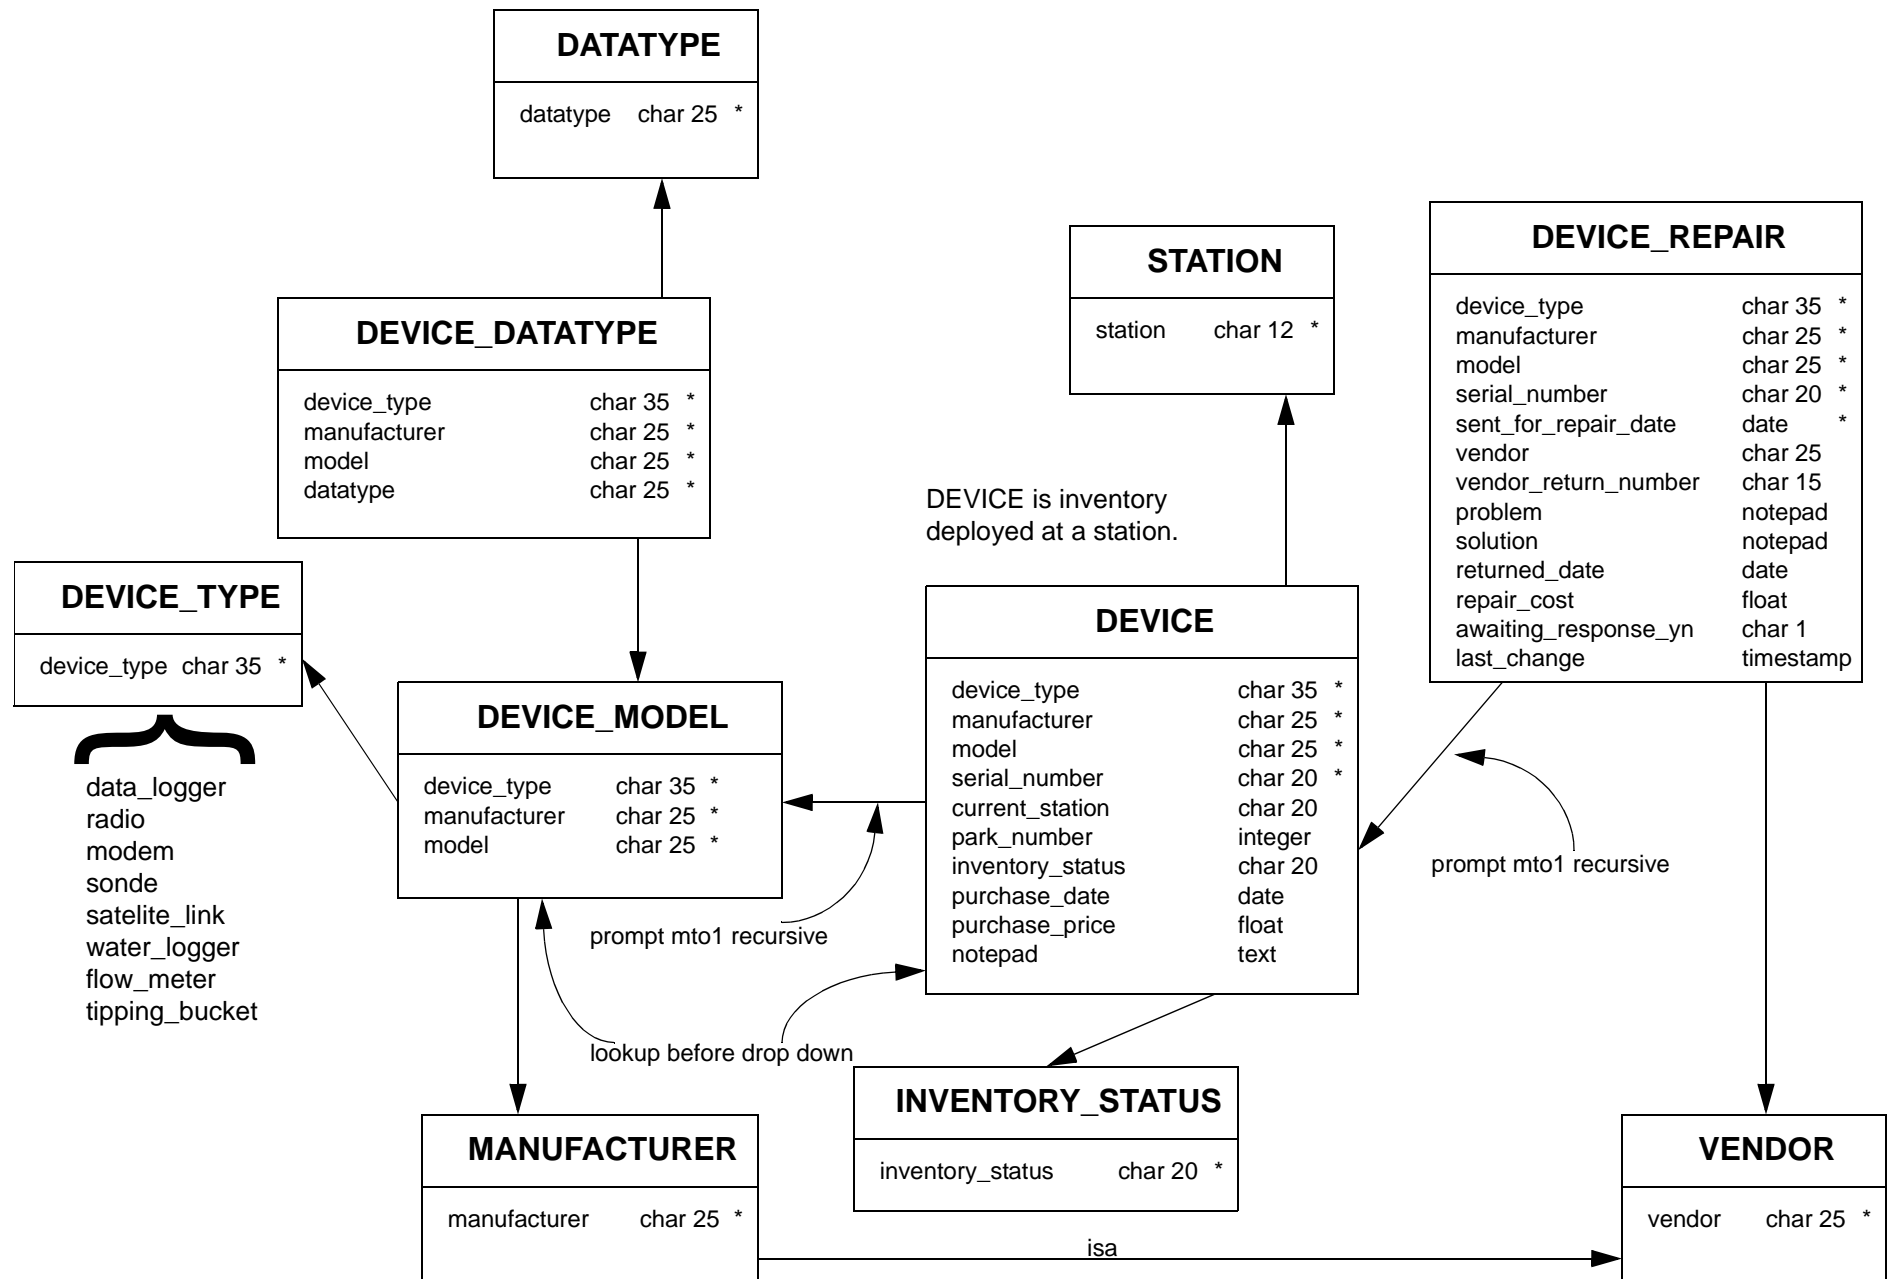 DATATYPE
datatype char 25 *
STATION
station char 12 *
DEVICE_REPAIR
device_type char 35 *
manufacturer char 25 *
model char 25 *
serial_number char 20 *
sent_for_repair_date date *
vendor char 25
vendor_return_number char 15
problem notepad
solution notepad
returned_date date
repair_cost float
awaiting_response_yn char 1
last_change timestamp
DEVICE_DATATYPE
device_type char 35 *
manufacturer char 25 *
model char 25 *
datatype char 25 *
DEVICE is inventory
deployed at a station.
DEVICE_TYPE
device_type char 35 *
data_logger
radio
modem
sonde
satelite_link
water_logger
flow_meter
tipping_bucket
DEVICE_MODEL
device_type char 35 *
manufacturer char 25 *
model char 25 *
DEVICE
device_type char 35 *
manufacturer char 25 *
model char 25 *
serial_number char 20 *
current_station char 20
park_number integer
inventory_status char 20
purchase_date date
purchase_price float
notepad text
prompt mto1 recursive
prompt mto1 recursive
lookup before drop down
INVENTORY_STATUS
inventory_status char 20 *
MANUFACTURER
manufacturer char 25 *
isa
VENDOR
vendor char 25 *